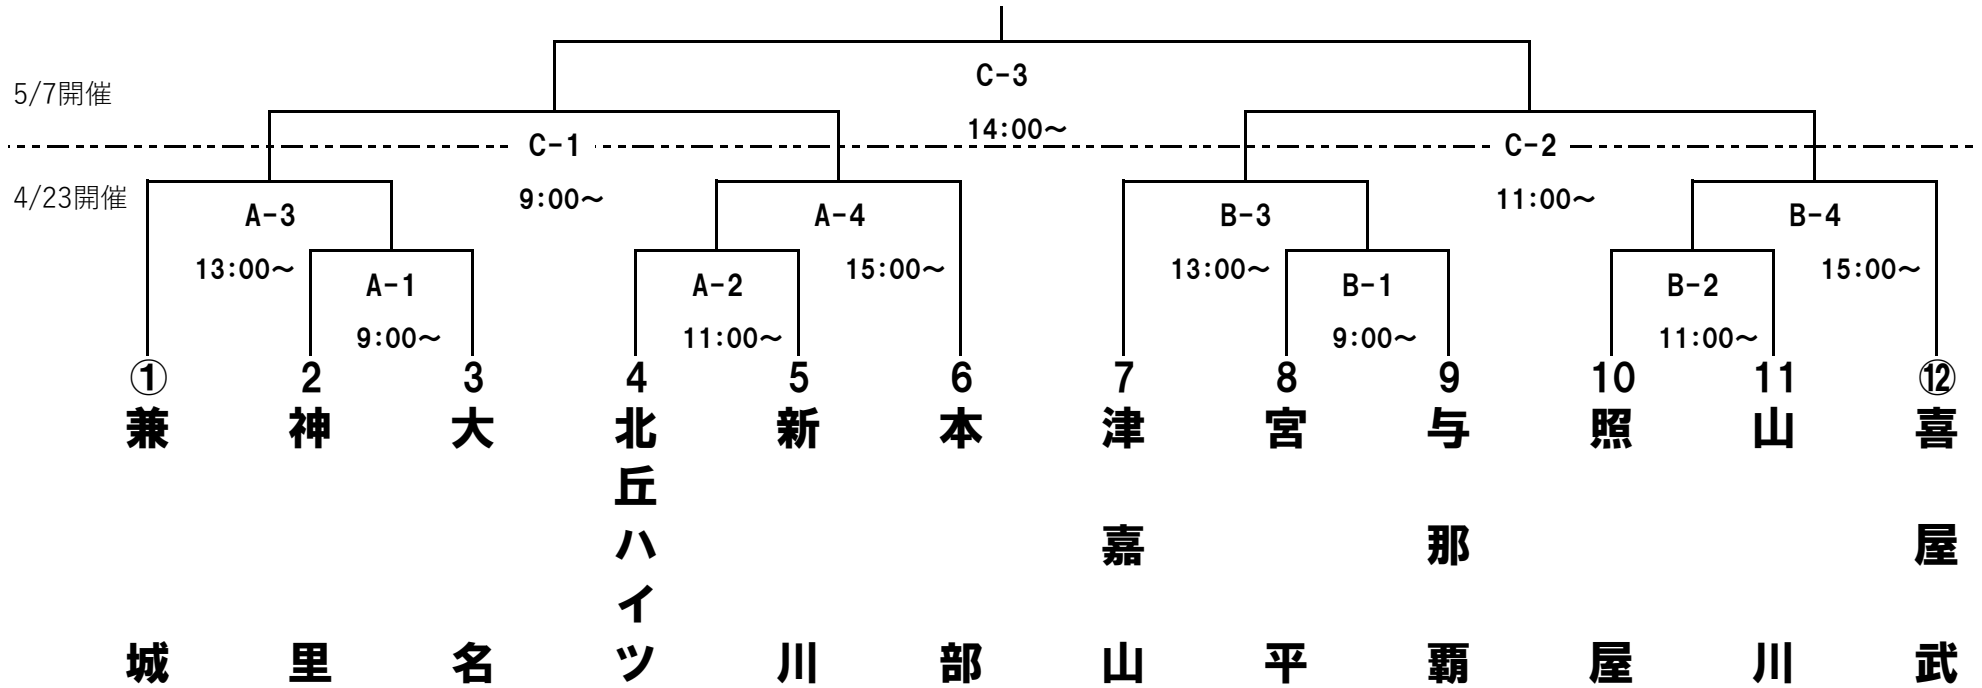 C-3
5/7開催
14:00～
C-1
C-2
4/23開催
9:00～
11:00～
A-3
A-4
B-3
B-4
13:00～
15:00～
13:00～
15:00～
A-1
A-2
B-1
B-2
9:00～
11:00～
9:00～
11:00～
① 2 3 4 5 6 7 8 9 10 11 ⑫
兼城
神里
大名
北丘ハイツ
新川
本部
津嘉山
宮平
与那覇
照屋
山川
喜屋武